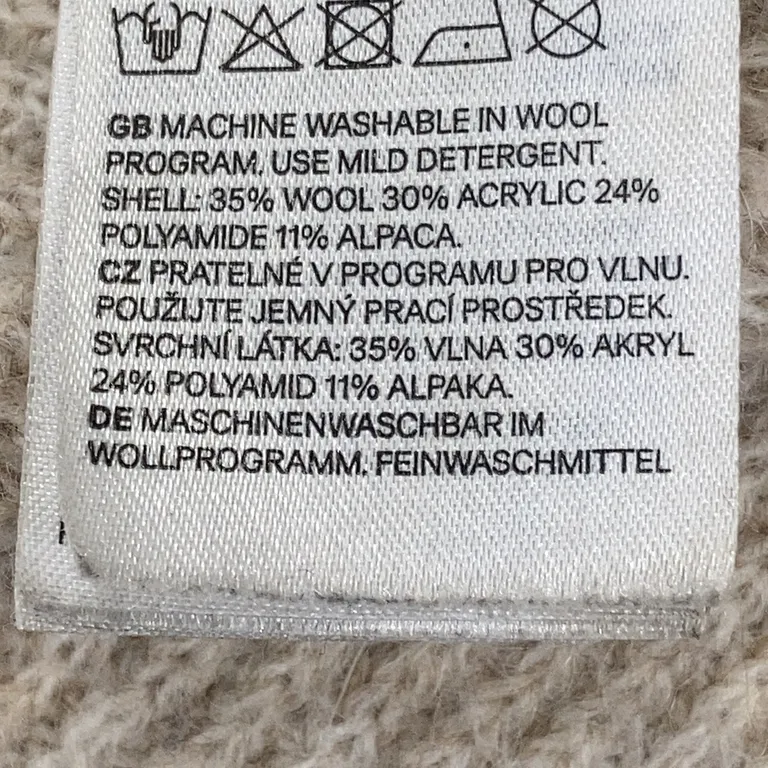 GB MACHINE WASHABLE IN WOOL
PROGRAM. USE MILD DETERGENT.
SHELL: 35% WOOL 30% ACRYLIC 24%
POLYAMIDE 11% ALPACA.
CZ PRATELNÉ V PROGRAMU PRO VLNU.
POUŽIJTE JEMNÝ PRACÍ PROSTŘEDEK.
SVRCHNÍ LÁTKA: 35% VLNA 30% AKRYL
24% POLYAMID 11% ALPAKA.
DE MASCHINENWASCHBAR IM
WOLLPROGRAMM. FEINWASCHMITTEL